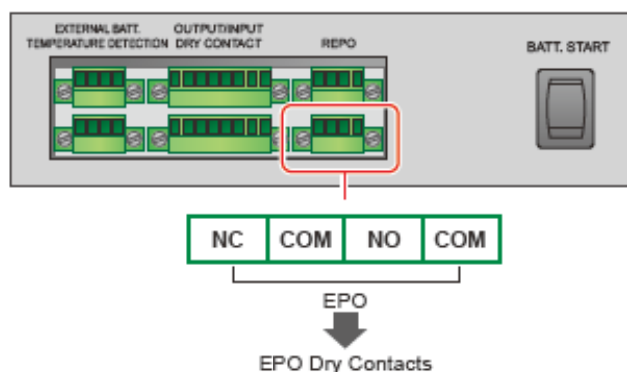 EXTERNAL BATT.
TEMPERATURE DETECTION
OUTPUT/INPUT
DRY CONTACT
REPO
BATT. START
NC COM NO COM
EPO
EPO Dry Contacts